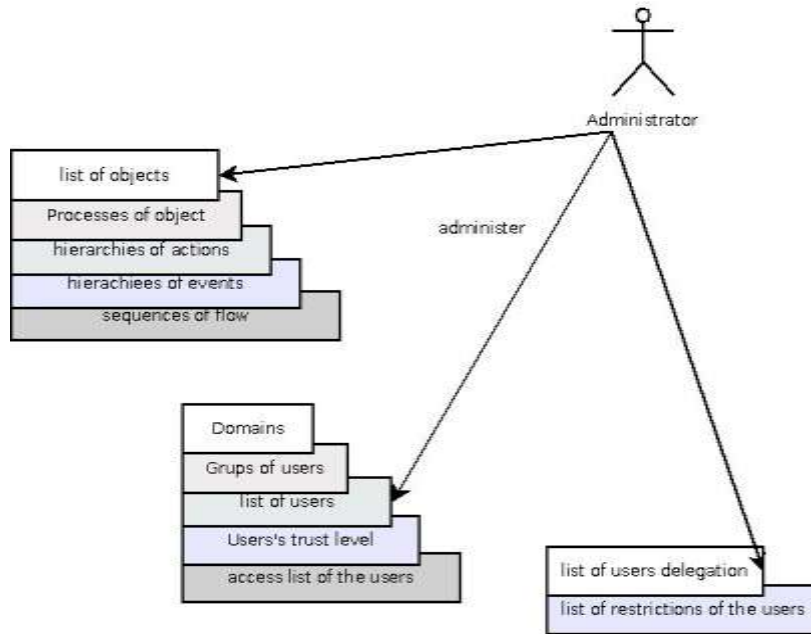 Administrator
list of objects
Processes of object
hierarchies of actions
hierachiees of events
sequences of flow
administer
Domains
Grups of users
list of users
Users's trust level
access list of the users
list of users delegation
list of restrictions of the users